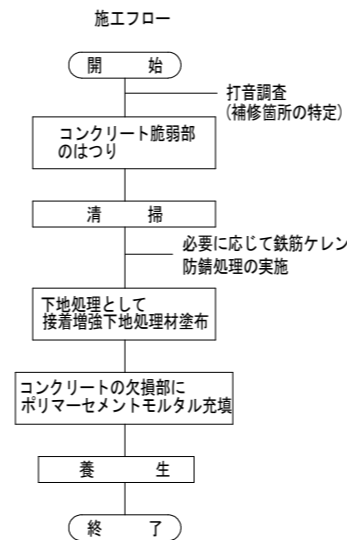 施工フロー
開 始
打音調査
(補修箇所の特定)
コンクリート脆弱部
のはつり
清 掃
必要に応じて鉄筋ケレン
防錆処理の実施
下地処理として
接着増強下地処理材塗布
コンクリートの欠損部に
ポリマーセメントモルタル充填
養 生
終 了